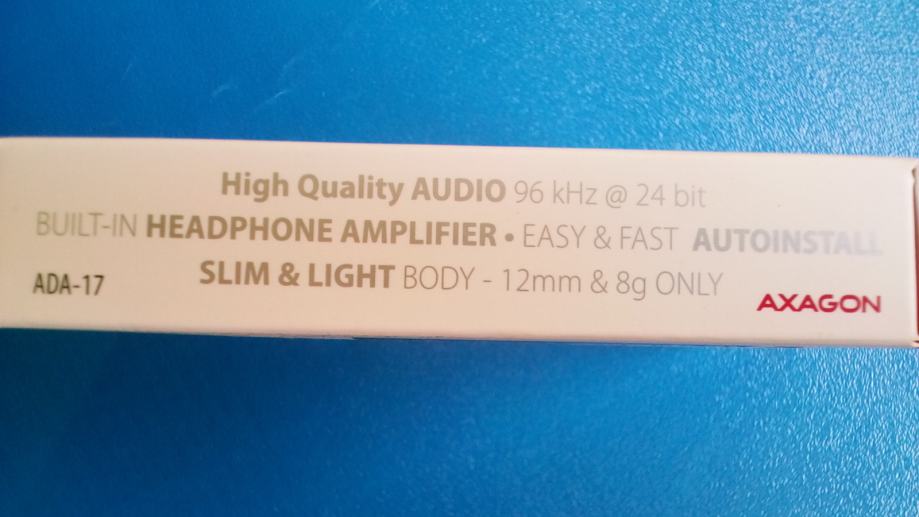 High Quality AUDIO 96 kHz @ 24 bit
BUILT-IN HEADPHONE AMPLIFIER • EASY & FAST AUTOINSTALL
SLIM & LIGHT BODY - 12mm & 8g ONLY
ADA-17
AXAGON